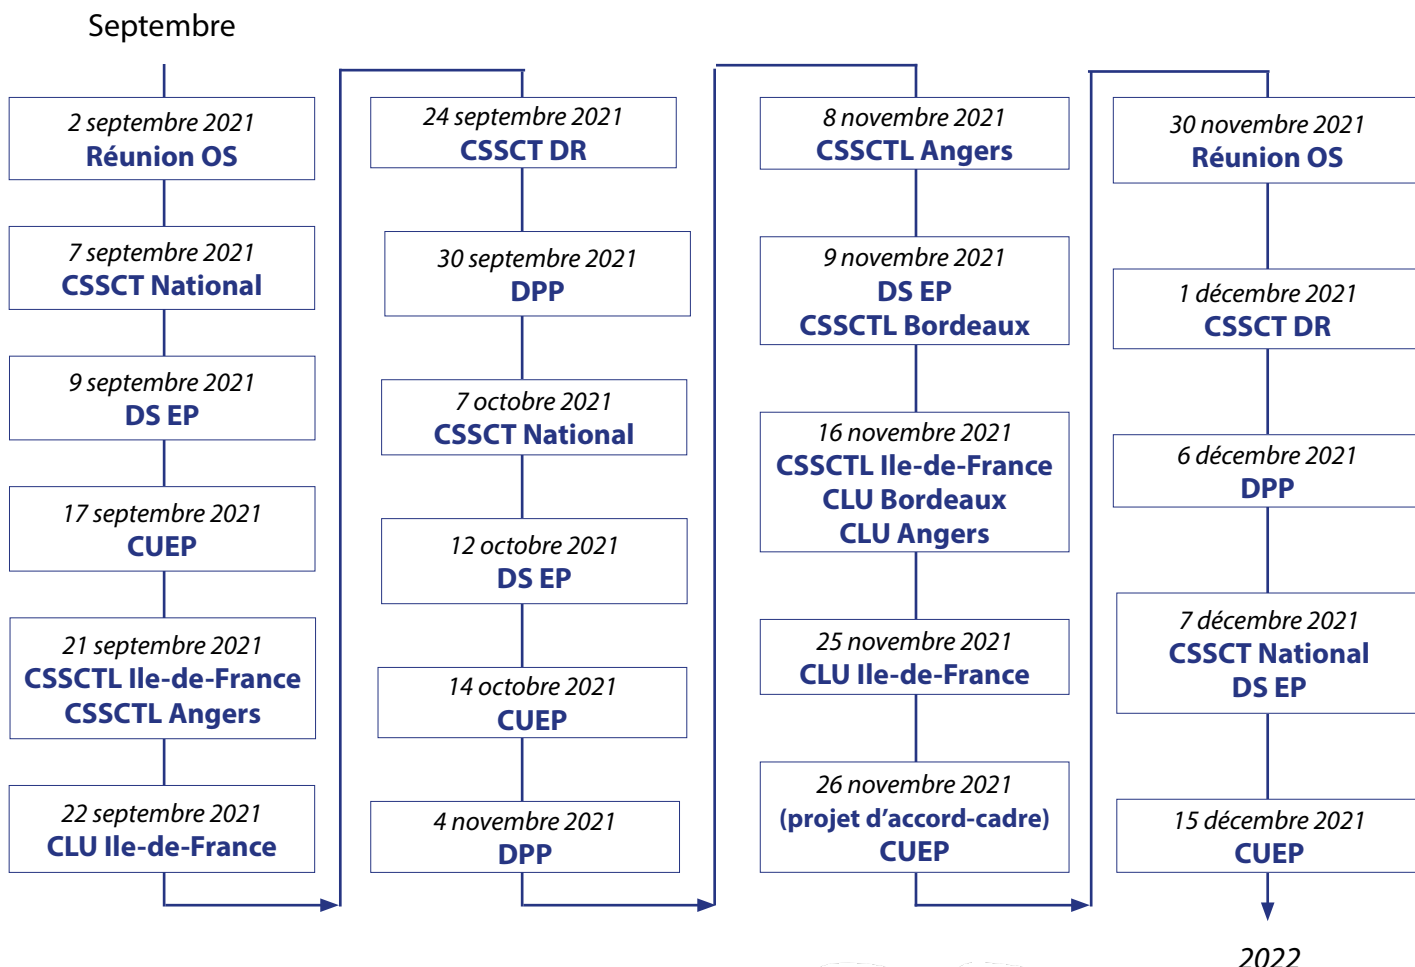 Septembre
2 septembre 2021
Réunion OS
7 septembre 2021
CSSCT National
9 septembre 2021
DS EP
17 septembre 2021
CUEP
21 septembre 2021
CSSCTL Ile-de-France
CSSCTL Angers
22 septembre 2021
CLU Ile-de-France
24 septembre 2021
CSSCT DR
30 septembre 2021
DPP
7 octobre 2021
CSSCT National
12 octobre 2021
DS EP
14 octobre 2021
CUEP
4 novembre 2021
DPP
8 novembre 2021
CSSCTL Angers
9 novembre 2021
DS EP
CSSCTL Bordeaux
16 novembre 2021
CSSCTL Ile-de-France
CLU Bordeaux
CLU Angers
25 novembre 2021
CLU Ile-de-France
26 novembre 2021
(projet d’accord-cadre)
CUEP
30 novembre 2021
Réunion OS
1 décembre 2021
CSSCT DR
6 décembre 2021
DPP
7 décembre 2021
CSSCT National
DS EP
15 décembre 2021
CUEP
2022